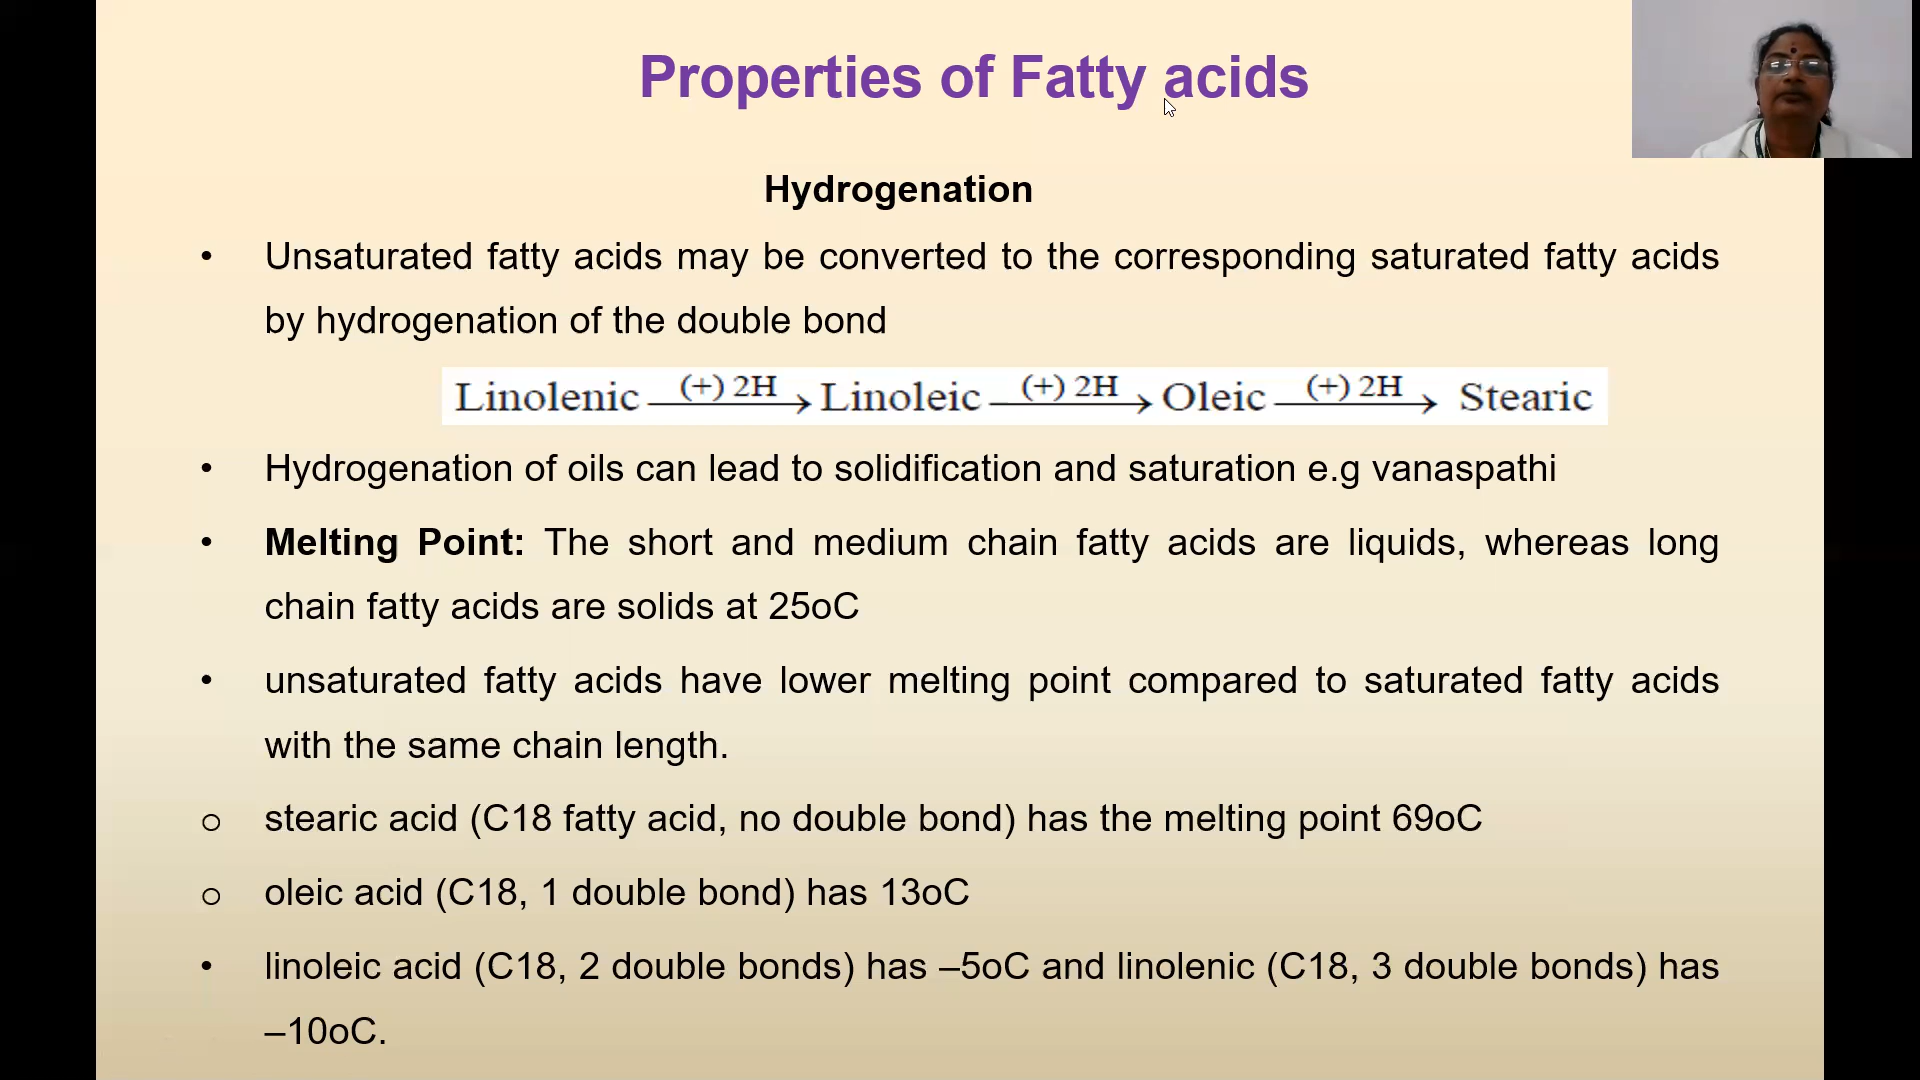 Properties of Fatty acids
Hydrogenation
• Unsaturated fatty acids may be converted to the corresponding saturated fatty acids
by hydrogenation of the double bond
Linolenic (+) 2H → Linoleic (+) 2H → Oleic (+) 2H → Stearic
• Hydrogenation of oils can lead to solidification and saturation e.g vanaspathi
• Melting Point: The short and medium chain fatty acids are liquids, whereas long
chain fatty acids are solids at 25oC
• unsaturated fatty acids have lower melting point compared to saturated fatty acids
with the same chain length.
o stearic acid (C18 fatty acid, no double bond) has the melting point 69oC
o oleic acid (C18, 1 double bond) has 13oC
• linoleic acid (C18, 2 double bonds) has –5oC and linolenic (C18, 3 double bonds) has
–10oC.